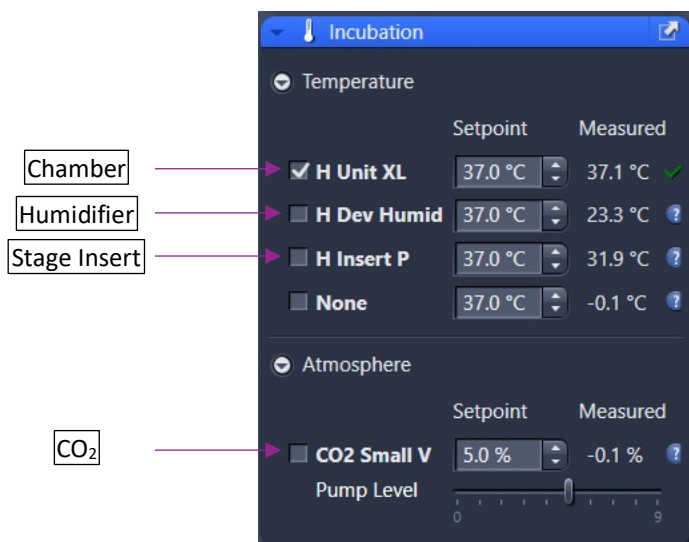 Incubation
Temperature
Setpoint Measured
Chamber H Unit XL 37.0 °C 37.1 °C
Humidifier H Dev Humid 37.0 °C 23.3 °C ?
Stage Insert H Insert P 37.0 °C 31.9 °C ?
None 37.0 °C -0.1 °C ?
Atmosphere
Setpoint Measured
CO₂ CO2 Small V 5.0 % -0.1 % ?
Pump Level
0 9